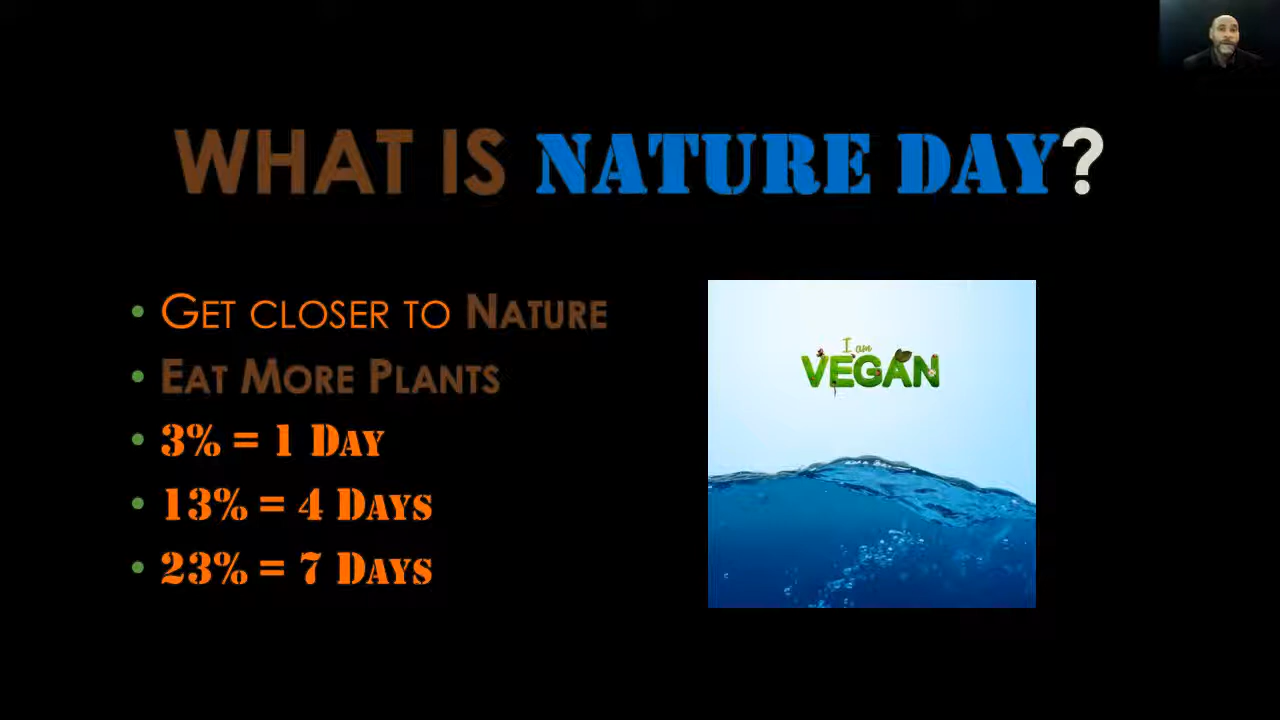 WHAT IS NATURE DAY?
GET CLOSER TO NATURE
EAT MORE PLANTS
3% = 1 DAY
13% = 4 DAYS
23% = 7 DAYS
I am
VEGAN